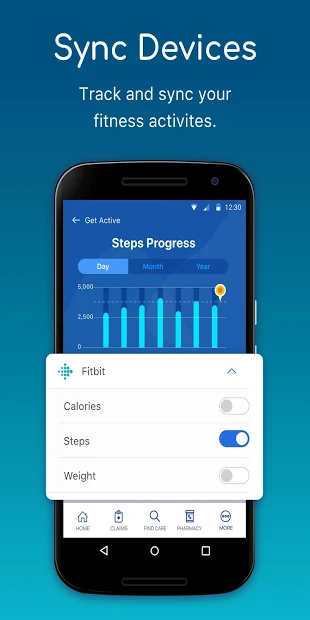 Sync Devices
Track and sync your
fitness activites.
12:30
Get Active
Steps Progress
Day Month Year
5,000
2,500
0
Fitbit
Calories
Steps
Weight
HOME CLAIMS FIND CARE PHARMACY MORE